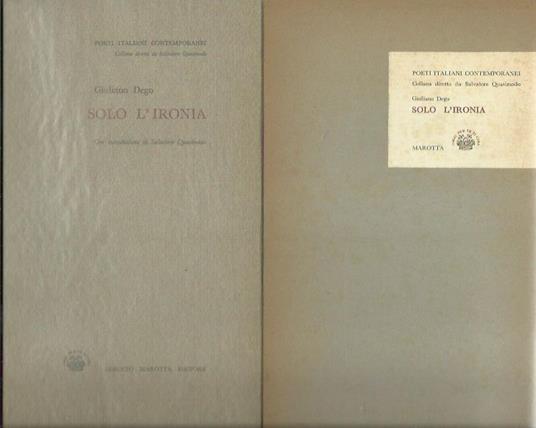 POETI ITALIANI CONTEMPORANEI
Collana diretta da Salvatore Quasimodo
Giuliano Dego
SOLO L'IRONIA
Con introduzione di Salvatore Quasimodo
ALBERTO MAROTTA EDITORE
POETI ITALIANI CONTEMPORANEI
Collana diretta da Salvatore Quasimodo
Giuliano Dego
SOLO L'IRONIA
MAROTTA